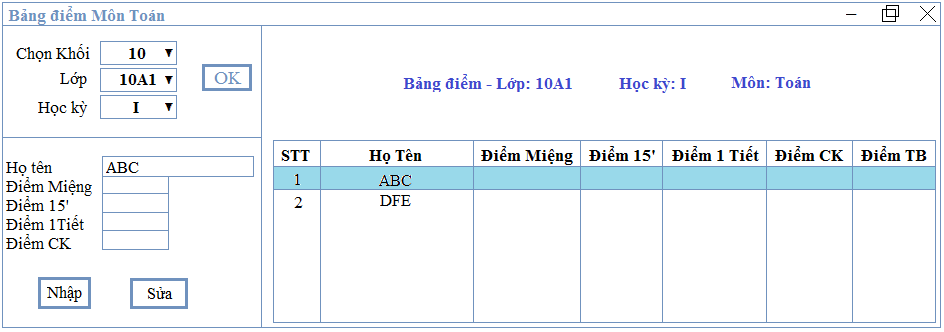 Bảng điểm Môn Toán
Chọn Khối 10
Lớp 10A1
Học kỳ I
OK
Họ tên ABC
Điểm Miệng
Điểm 15'
Điểm 1Tiết
Điểm CK
Nhập Sửa
Bảng điểm - Lớp: 10A1 Học kỳ: I Môn: Toán
STT Họ Tên Điểm Miệng Điểm 15' Điểm 1 Tiết Điểm CK Điểm TB
1 ABC
2 DFE